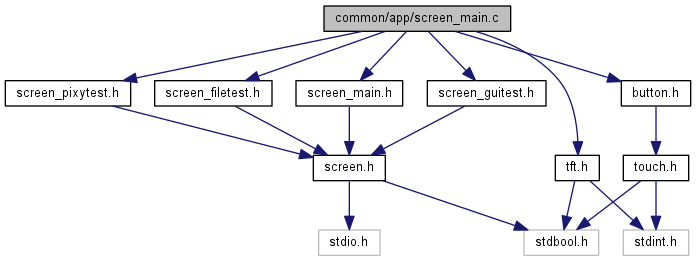 common/app/screen_main.c
screen_pixytest.h
screen_filetest.h
screen_main.h
screen_guitest.h
button.h
screen.h
tft.h
touch.h
stdio.h
stdbool.h
stdint.h